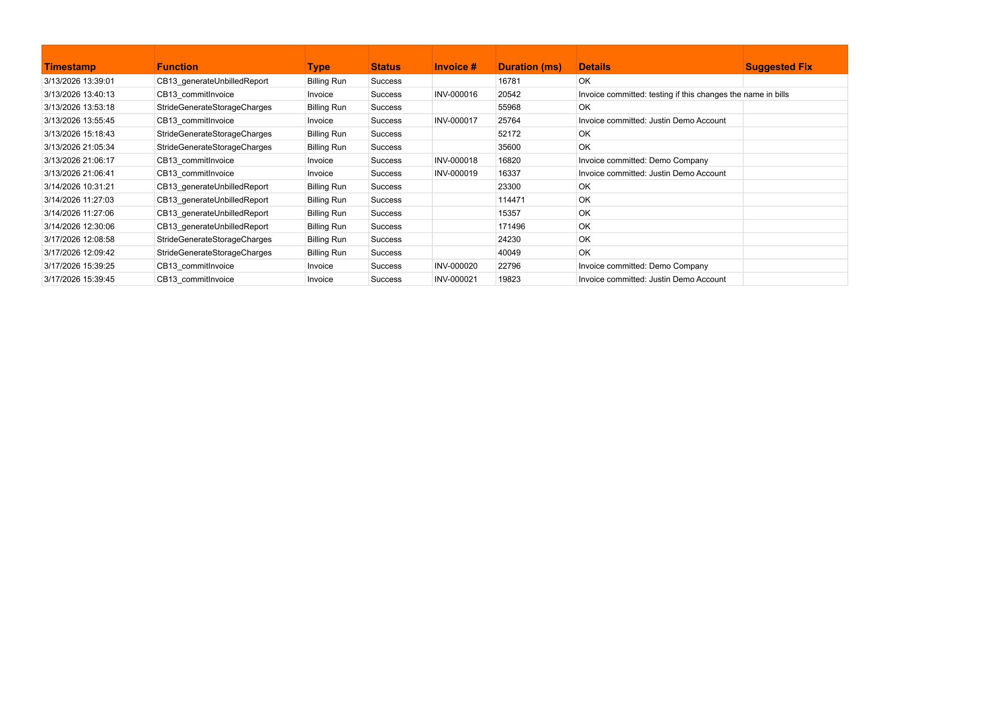 Timestamp Function Type Status Invoice # Duration (ms) Details Suggested Fix
3/13/2026 13:39:01 CB13_generateUnbilledReport Billing Run Success 16781 OK
3/13/2026 13:40:13 CB13_commitInvoice Invoice Success INV-000016 20542 Invoice committed: testing if this changes the name in bills
3/13/2026 13:53:18 StrideGenerateStorageCharges Billing Run Success 55968 OK
3/13/2026 13:55:45 CB13_commitInvoice Invoice Success INV-000017 25764 Invoice committed: Justin Demo Account
3/13/2026 15:18:43 StrideGenerateStorageCharges Billing Run Success 52172 OK
3/13/2026 21:05:34 StrideGenerateStorageCharges Billing Run Success 35600 OK
3/13/2026 21:06:17 CB13_commitInvoice Invoice Success INV-000018 16820 Invoice committed: Demo Company
3/13/2026 21:06:41 CB13_commitInvoice Invoice Success INV-000019 16337 Invoice committed: Justin Demo Account
3/14/2026 10:31:21 CB13_generateUnbilledReport Billing Run Success 23300 OK
3/14/2026 11:27:03 CB13_generateUnbilledReport Billing Run Success 114471 OK
3/14/2026 11:27:06 CB13_generateUnbilledReport Billing Run Success 15357 OK
3/14/2026 12:30:06 CB13_generateUnbilledReport Billing Run Success 171496 OK
3/17/2026 12:08:58 StrideGenerateStorageCharges Billing Run Success 24230 OK
3/17/2026 12:09:42 StrideGenerateStorageCharges Billing Run Success 40049 OK
3/17/2026 15:39:25 CB13_commitInvoice Invoice Success INV-000020 22796 Invoice committed: Demo Company
3/17/2026 15:39:45 CB13_commitInvoice Invoice Success INV-000021 19823 Invoice committed: Justin Demo Account